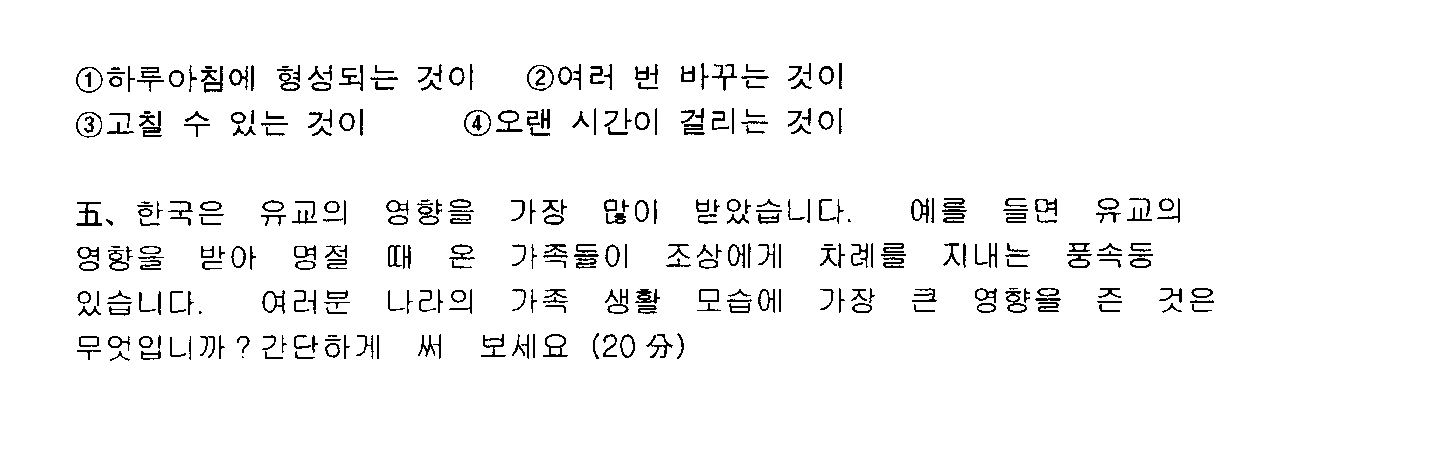 ①하루아침에 형성되는 것이 ②여러 번 바꾸는 것이
③고칠 수 있는 것이 ④오랜 시간이 걸리는 것이
五、한국은 유교의 영향을 가장 많이 받았습니다. 예를 들면 유교의
영향을 받아 명절 때 온 가족들이 조상에게 차례를 지내는 풍속동
있습니다. 여러분 나라의 가족 생활 모습에 가장 큰 영향을 준 것은
무엇입니까?간단하게 써 보세요 (20 分)